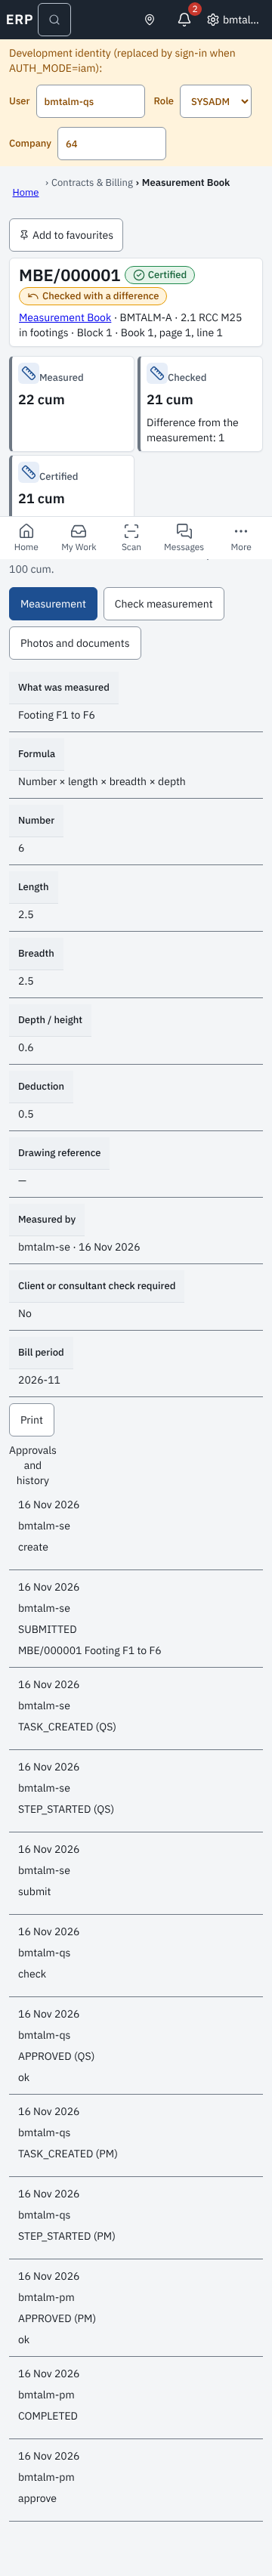 ERP
2
bmtal...
Development identity (replaced by sign-in when
AUTH_MODE=iam):
User bmtalm-qs Role SYSADM
Company 64
Home › Contracts & Billing › Measurement Book
Add to favourites
MBE/000001 Certified
Checked with a difference
Measurement Book · BMTALM-A · 2.1 RCC M25
in footings · Block 1 · Book 1, page 1, line 1
Measured
22 cum
Checked
21 cum
Difference from the
measurement: 1
Certified
21 cum
Home My Work Scan Messages More
100 cum.
Measurement Check measurement
Photos and documents
What was measured
Footing F1 to F6
Formula
Number × length × breadth × depth
Number
6
Length
2.5
Breadth
2.5
Depth / height
0.6
Deduction
0.5
Drawing reference
—
Measured by
bmtalm-se · 16 Nov 2026
Client or consultant check required
No
Bill period
2026-11
Print
Approvals
and
history
16 Nov 2026
bmtalm-se
create
16 Nov 2026
bmtalm-se
SUBMITTED
MBE/000001 Footing F1 to F6
16 Nov 2026
bmtalm-se
TASK_CREATED (QS)
16 Nov 2026
bmtalm-se
STEP_STARTED (QS)
16 Nov 2026
bmtalm-se
submit
16 Nov 2026
bmtalm-qs
check
16 Nov 2026
bmtalm-qs
APPROVED (QS)
ok
16 Nov 2026
bmtalm-qs
TASK_CREATED (PM)
16 Nov 2026
bmtalm-qs
STEP_STARTED (PM)
16 Nov 2026
bmtalm-pm
APPROVED (PM)
ok
16 Nov 2026
bmtalm-pm
COMPLETED
16 Nov 2026
bmtalm-pm
approve